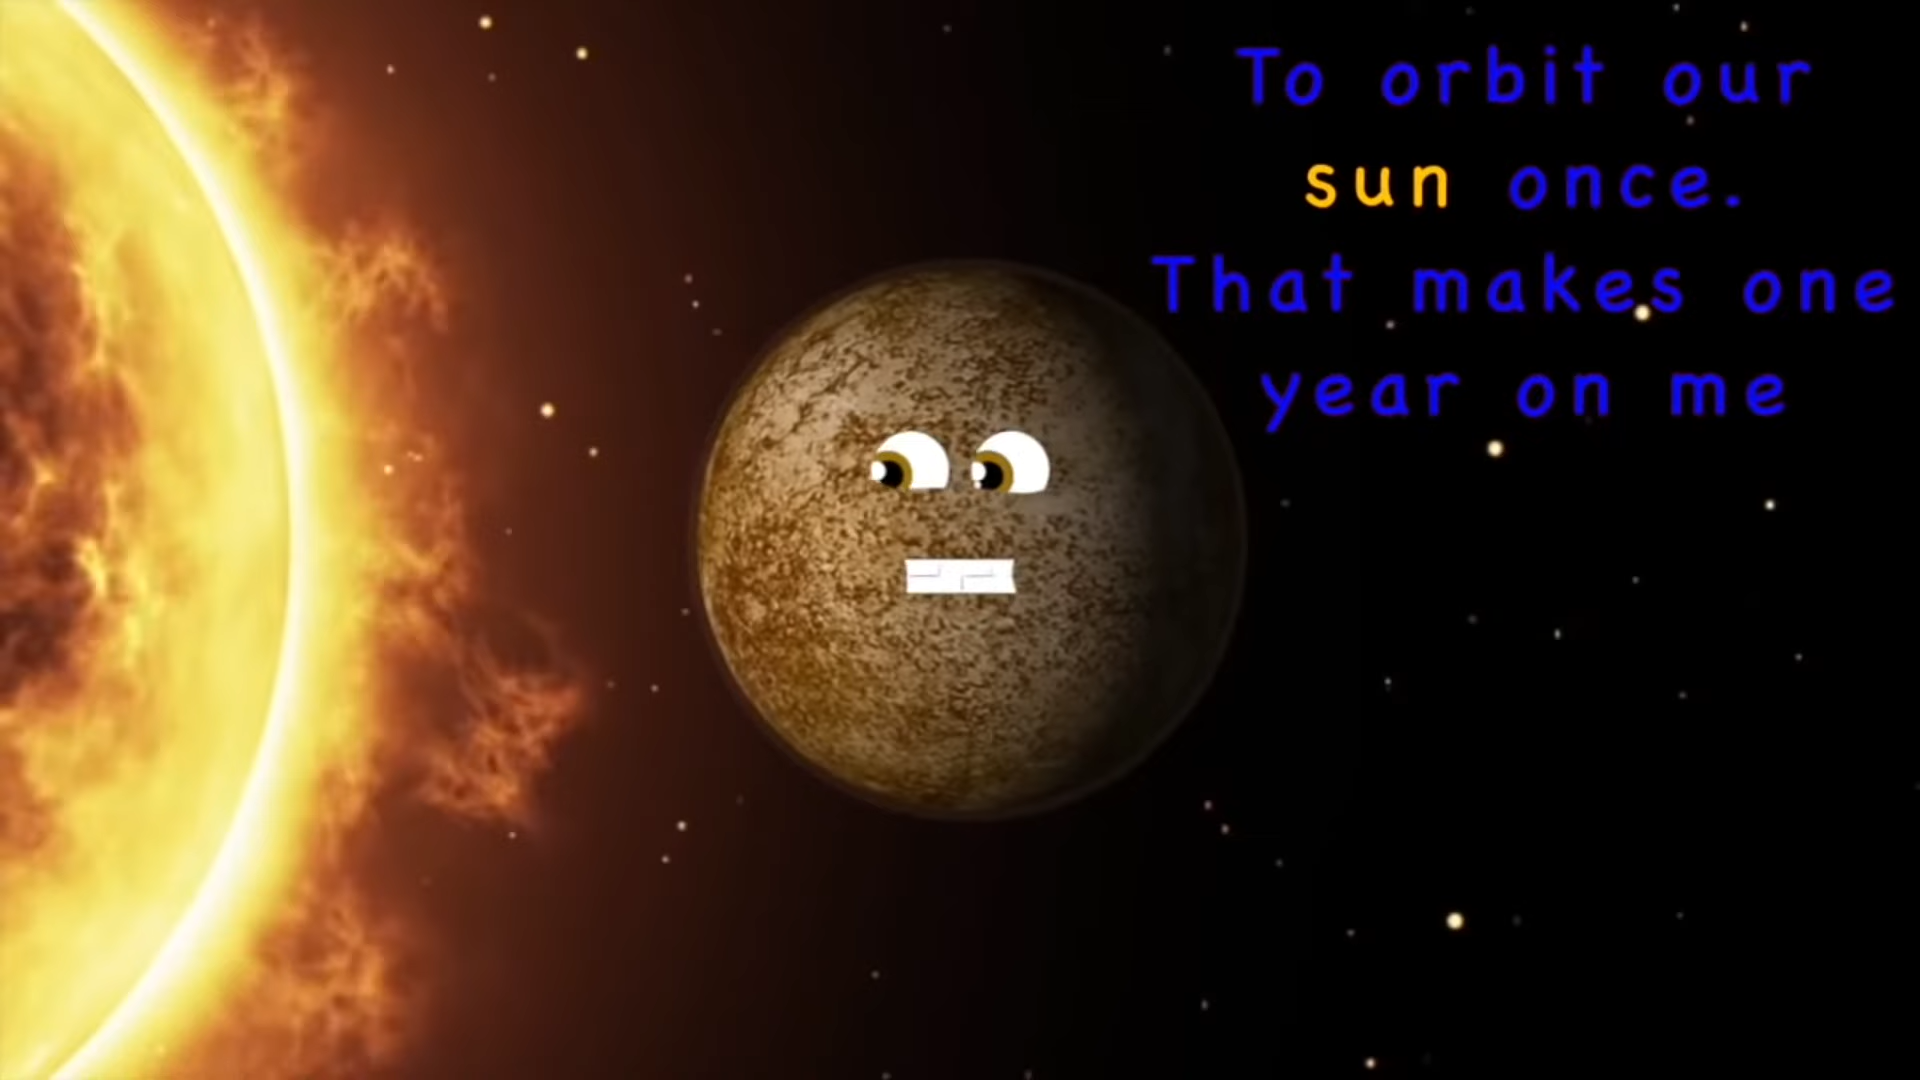 To orbit our
sun once.
That makes one
year on me